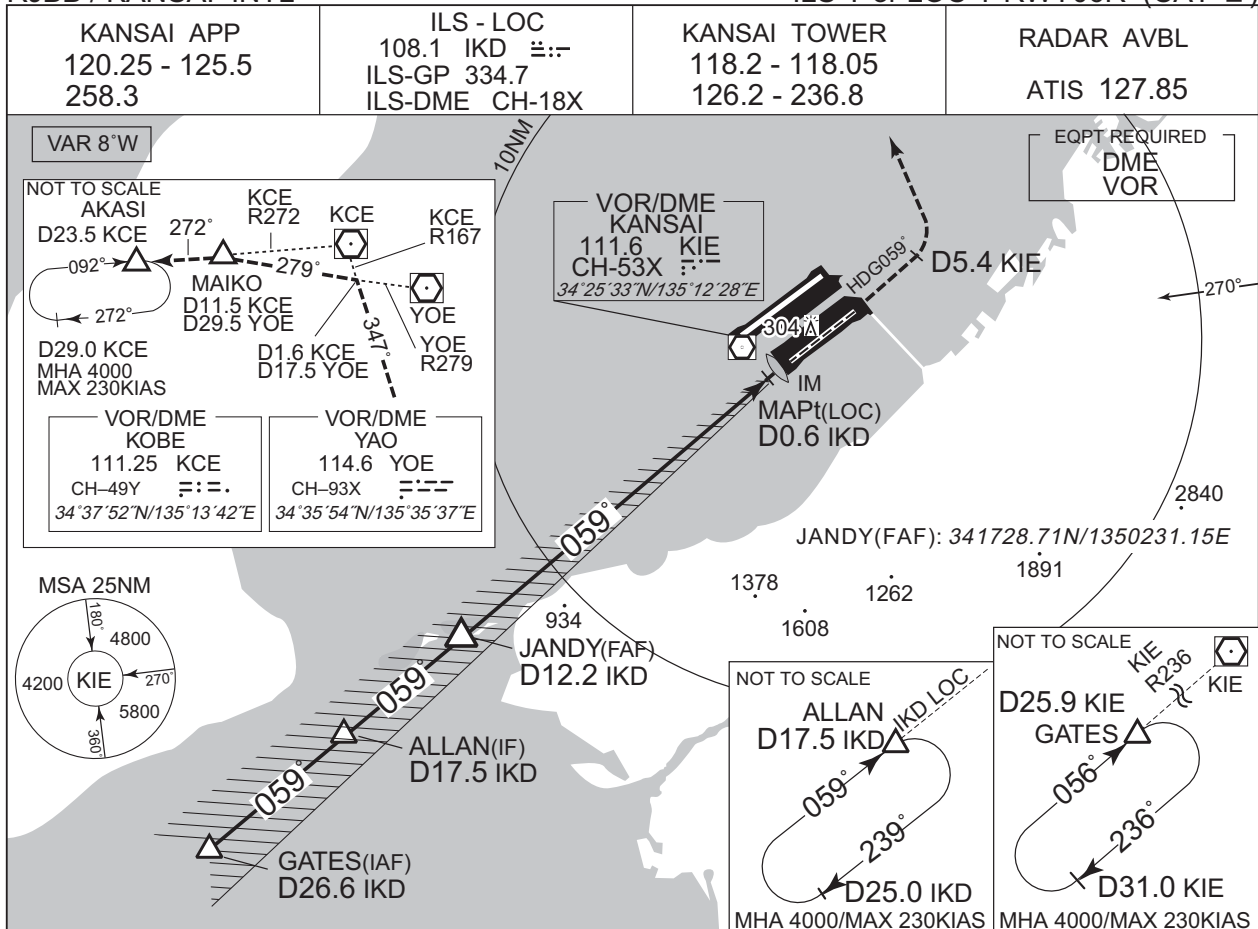 KANSAI APP
120.25 - 125.5
258.3
ILS - LOC
108.1 IKD
ILS-GP 334.7
ILS-DME CH-18X
KANSAI TOWER
118.2 - 118.05
126.2 - 236.8
RADAR AVBL
ATIS 127.85
VAR 8°W
10NM
EQPT REQUIRED
DME
VOR
NOT TO SCALE
AKASI
D23.5 KCE
272°
KCE
R272
KCE
KCE
R167
092°
279°
MAIKO
D11.5 KCE
D29.5 YOE
YOE
272°
D29.0 KCE
MHA 4000
MAX 230KIAS
D1.6 KCE
D17.5 YOE
347°
YOE
R279
VOR/DME
KOBE
111.25 KCE
CH–49Y
34°37´52˝N/135°13´42˝E
VOR/DME
YAO
114.6 YOE
CH–93X
34°35´54˝N/135°35´37˝E
VOR/DME
KANSAI
111.6 KIE
CH-53X
34°25´33˝N/135°12´28˝E
HDG059°
D5.4 KIE
270°
304
IM
MAPt(LOC)
D0.6 IKD
059°
2840
JANDY(FAF): 341728.71N/1350231.15E
1891
1378
1262
934
1608
JANDY(FAF)
D12.2 IKD
059°
ALLAN(IF)
D17.5 IKD
059°
GATES(IAF)
D26.6 IKD
MSA 25NM
180°
4800
4200
KIE
270°
5800
360°
NOT TO SCALE
ALLAN
D17.5 IKD
IKD LOC
059°
239°
D25.0 IKD
MHA 4000/MAX 230KIAS
NOT TO SCALE
KIE
R236
KIE
D25.9 KIE
GATES
056°
236°
D31.0 KIE
MHA 4000/MAX 230KIAS